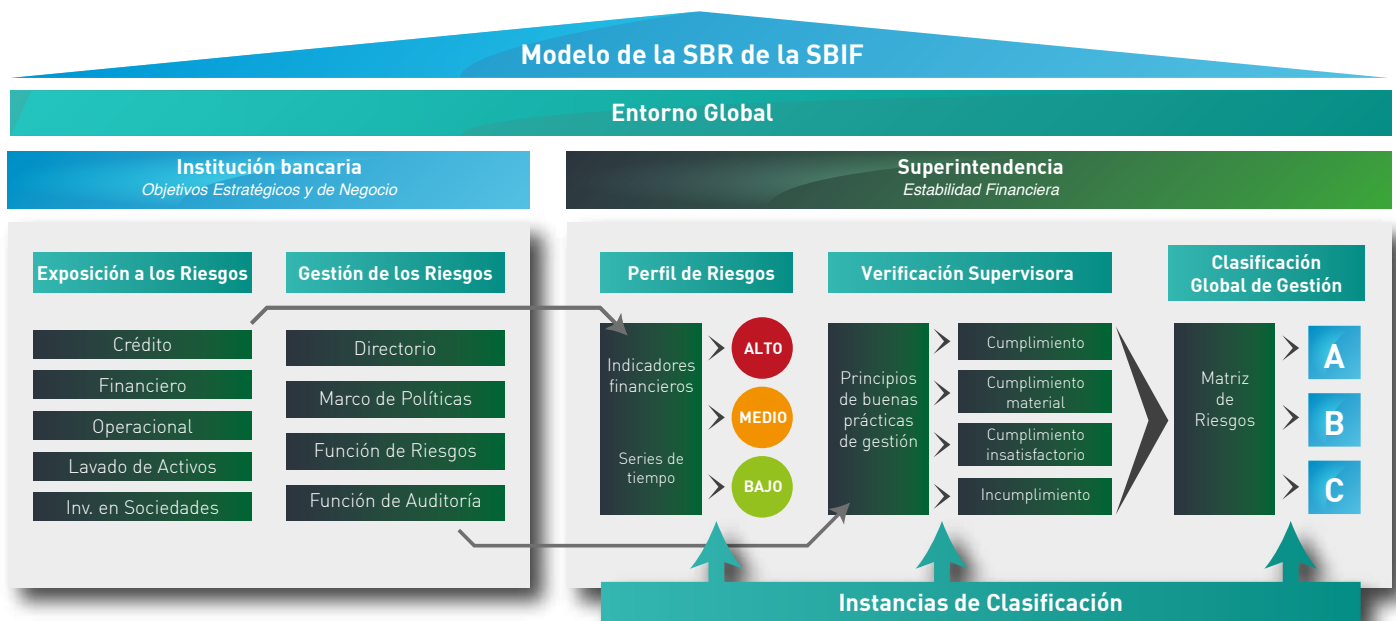 Modelo de la SBR de la SBIF
Entorno Global
Institución bancaria
Objetivos Estratégicos y de Negocio
Superintendencia
Estabilidad Financiera
Exposición a los Riesgos
Crédito
Financiero
Operacional
Lavado de Activos
Inv. en Sociedades
Gestión de los Riesgos
Directorio
Marco de Políticas
Función de Riesgos
Función de Auditoría
Perfil de Riesgos
Indicadores
financieros
Series de
tiempo
ALTO
MEDIO
BAJO
Verificación Supervisora
Principios
de buenas
prácticas
de gestión
Cumplimiento
Cumplimiento
material
Cumplimiento
insatisfactorio
Incumplimiento
Clasificación
Global de Gestión
Matriz
de
Riesgos
A
B
C
Instancias de Clasificación